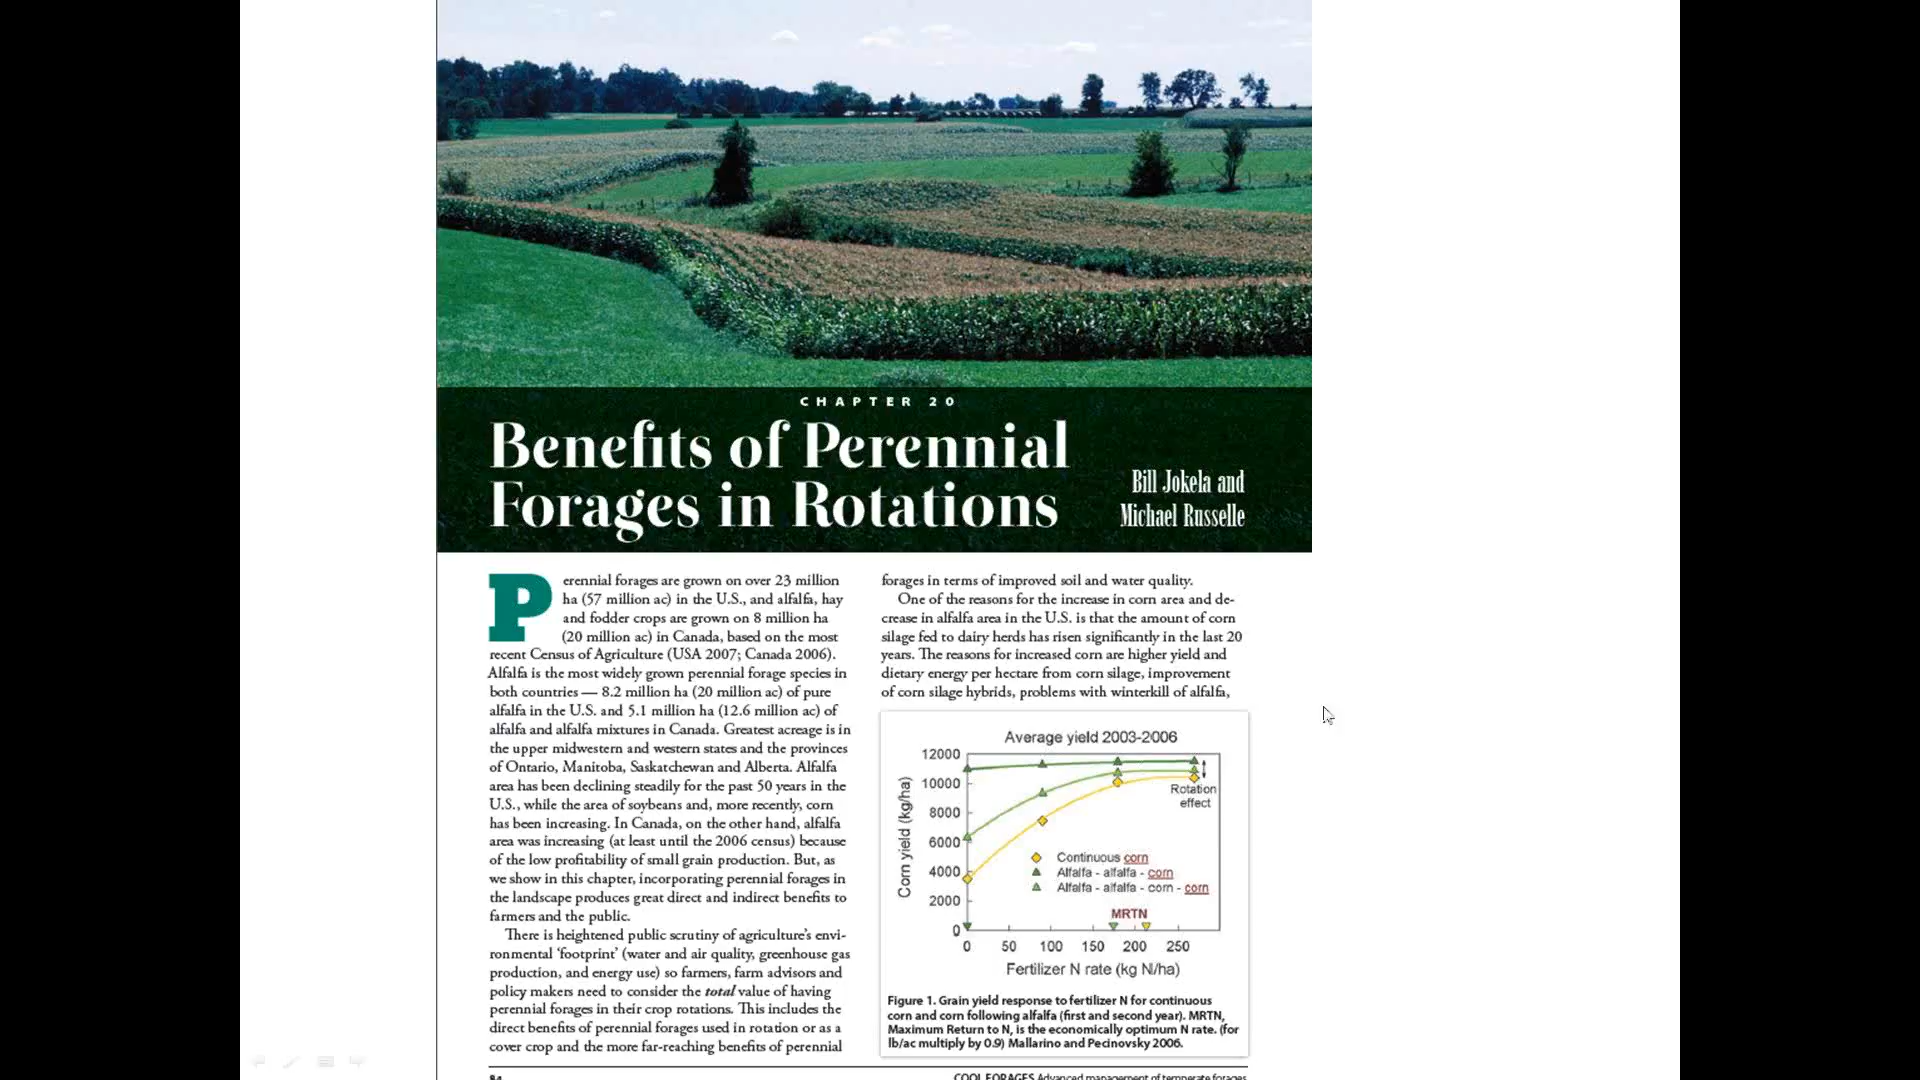 CHAPTER 20
Benefits of Perennial
Forages in Rotations
Bill Jokela and
Michael Russelle
Perennial forages are grown on over 23 million
ha (57 million ac) in the U.S., and alfalfa, hay
and fodder crops are grown on 8 million ha
(20 million ac) in Canada, based on the most
recent Census of Agriculture (USA 2007; Canada 2006).
Alfalfa is the most widely grown perennial forage species in
both countries — 8.2 million ha (20 million ac) of pure
alfalfa in the U.S. and 5.1 million ha (12.6 million ac) of
alfalfa and alfalfa mixtures in Canada. Greatest acreage is in
the upper midwestern and western states and the provinces
of Ontario, Manitoba, Saskatchewan and Alberta. Alfalfa
area has been declining steadily for the past 50 years in the
U.S., while the area of soybeans and, more recently, corn
has been increasing. In Canada, on the other hand, alfalfa
area was increasing (at least until the 2006 census) because
of the low profitability of small grain production. But, as
we show in this chapter, incorporating perennial forages in
the landscape produces great direct and indirect benefits to
farmers and the public.
There is heightened public scrutiny of agriculture's envi-
ronmental 'footprint' (water and air quality, greenhouse gas
production, and energy use) so farmers, farm advisors and
policy makers need to consider the total value of having
perennial forages in their crop rotations. This includes the
direct benefits of perennial forages used in rotation or as a
cover crop and the more far-reaching benefits of perennial
forages in terms of improved soil and water quality.
One of the reasons for the increase in corn area and de-
crease in alfalfa area in the U.S. is that the amount of corn
silage fed to dairy herds has risen significantly in the last 20
years. The reasons for increased corn are higher yield and
dietary energy per hectare from corn silage, improvement
of corn silage hybrids, problems with winterkill of alfalfa,
Average yield 2003-2006
12000
10000
8000
6000
4000
2000
0
Corn yield (kg/ha)
Rotation
effect
Continuous corn
Alfalfa - alfalfa - corn
Alfalfa - alfalfa - corn - corn
MRTN
0 50 100 150 200 250
Fertilizer N rate (kg N/ha)
Figure 1. Grain yield response to fertilizer N for continuous
corn and corn following alfalfa (first and second year). MRTN,
Maximum Return to N, is the economically optimum N rate. (for
lb/ac multiply by 0.9) Mallarino and Pecinovsky 2006.
84
COOL FORAGES Advanced management of temperate forages